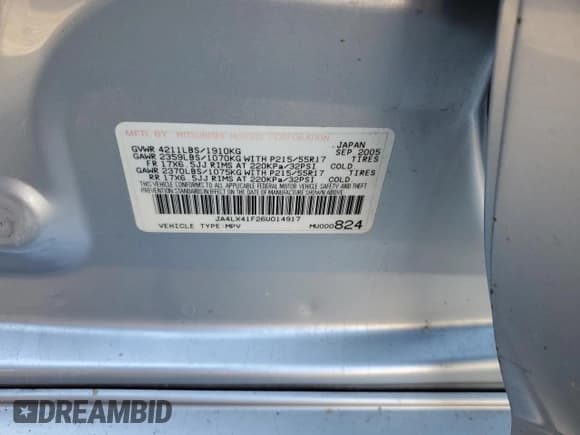 MFG. BY MITSUBISHI MOTORS CORPORATION
GVWR 4211LBS/1910KG JAPAN SEP 2005
GAWR 2359LBS/1070KG WITH P215/55R17 TIRES
FR 17X6.5JJ RIMS AT 220KPa/32PSI COLD
GAWR 2370LBS/1075KG WITH P215/55R17 TIRES
RR 17X6.5JJ RIMS AT 220KPa/32PSI COLD
THIS VEHICLE CONFORMS TO ALL APPLICABLE FEDERAL MOTOR VEHICLE SAFETY BUMPER AND THEFT
PREVENTION STANDARDS IN EFFECT ON THE DATE OF MANUFACTURE SHOWN ABOVE
JA4LX41F26U014917
VEHICLE TYPE:MPV MU000824
DREAMBID